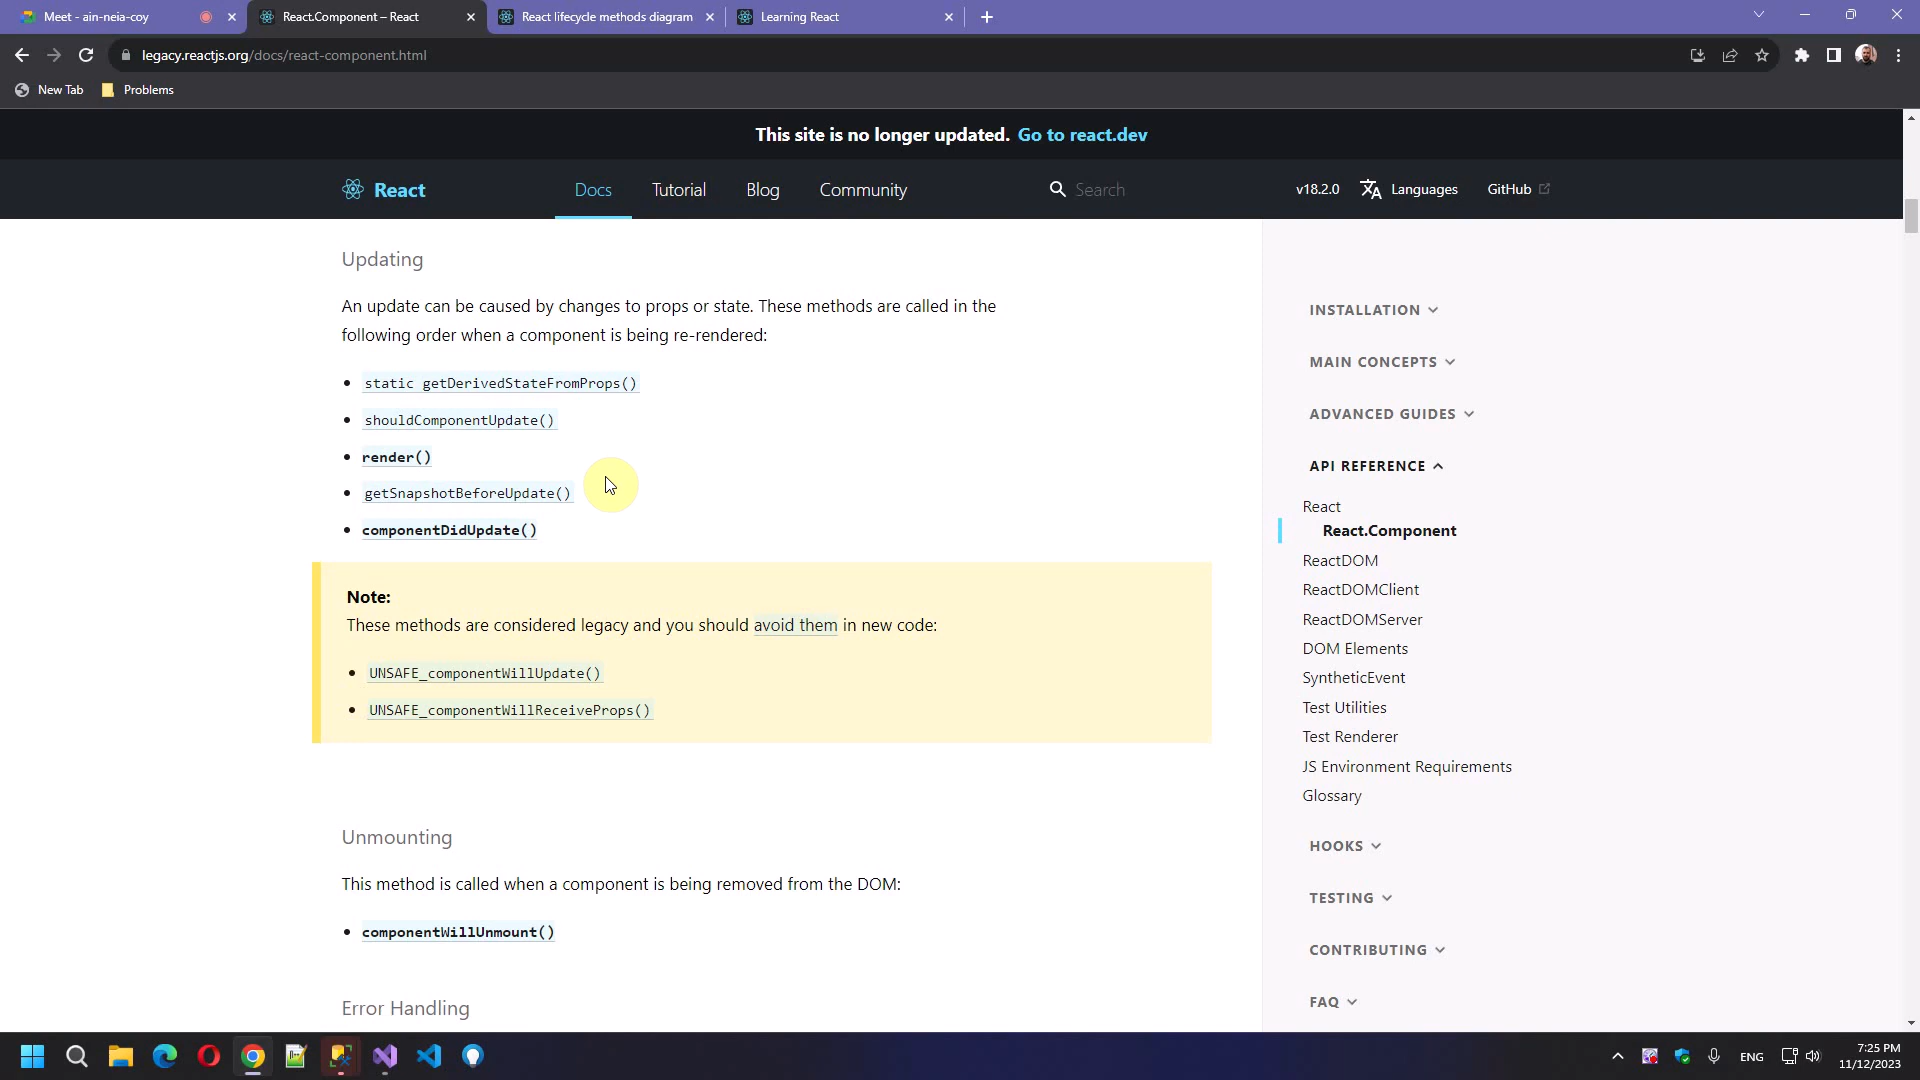 Meet - ain-neia-coy
React.Component – React
React lifecycle methods diagram
Learning React
legacy.reactjs.org/docs/react-component.html
New Tab
Problems
This site is no longer updated. Go to react.dev
React
Docs
Tutorial
Blog
Community
Search
v18.2.0
Languages
GitHub
Updating
An update can be caused by changes to props or state. These methods are called in the
following order when a component is being re-rendered:
static getDerivedStateFromProps()
shouldComponentUpdate()
render()
getSnapshotBeforeUpdate()
componentDidUpdate()
Note:
These methods are considered legacy and you should avoid them in new code:
UNSAFE_componentWillUpdate()
UNSAFE_componentWillReceiveProps()
Unmounting
This method is called when a component is being removed from the DOM:
componentWillUnmount()
Error Handling
INSTALLATION
MAIN CONCEPTS
ADVANCED GUIDES
API REFERENCE
React
React.Component
ReactDOM
ReactDOMClient
ReactDOMServer
DOM Elements
SyntheticEvent
Test Utilities
Test Renderer
JS Environment Requirements
Glossary
HOOKS
TESTING
CONTRIBUTING
FAQ
ENG
7:25 PM
11/12/2023